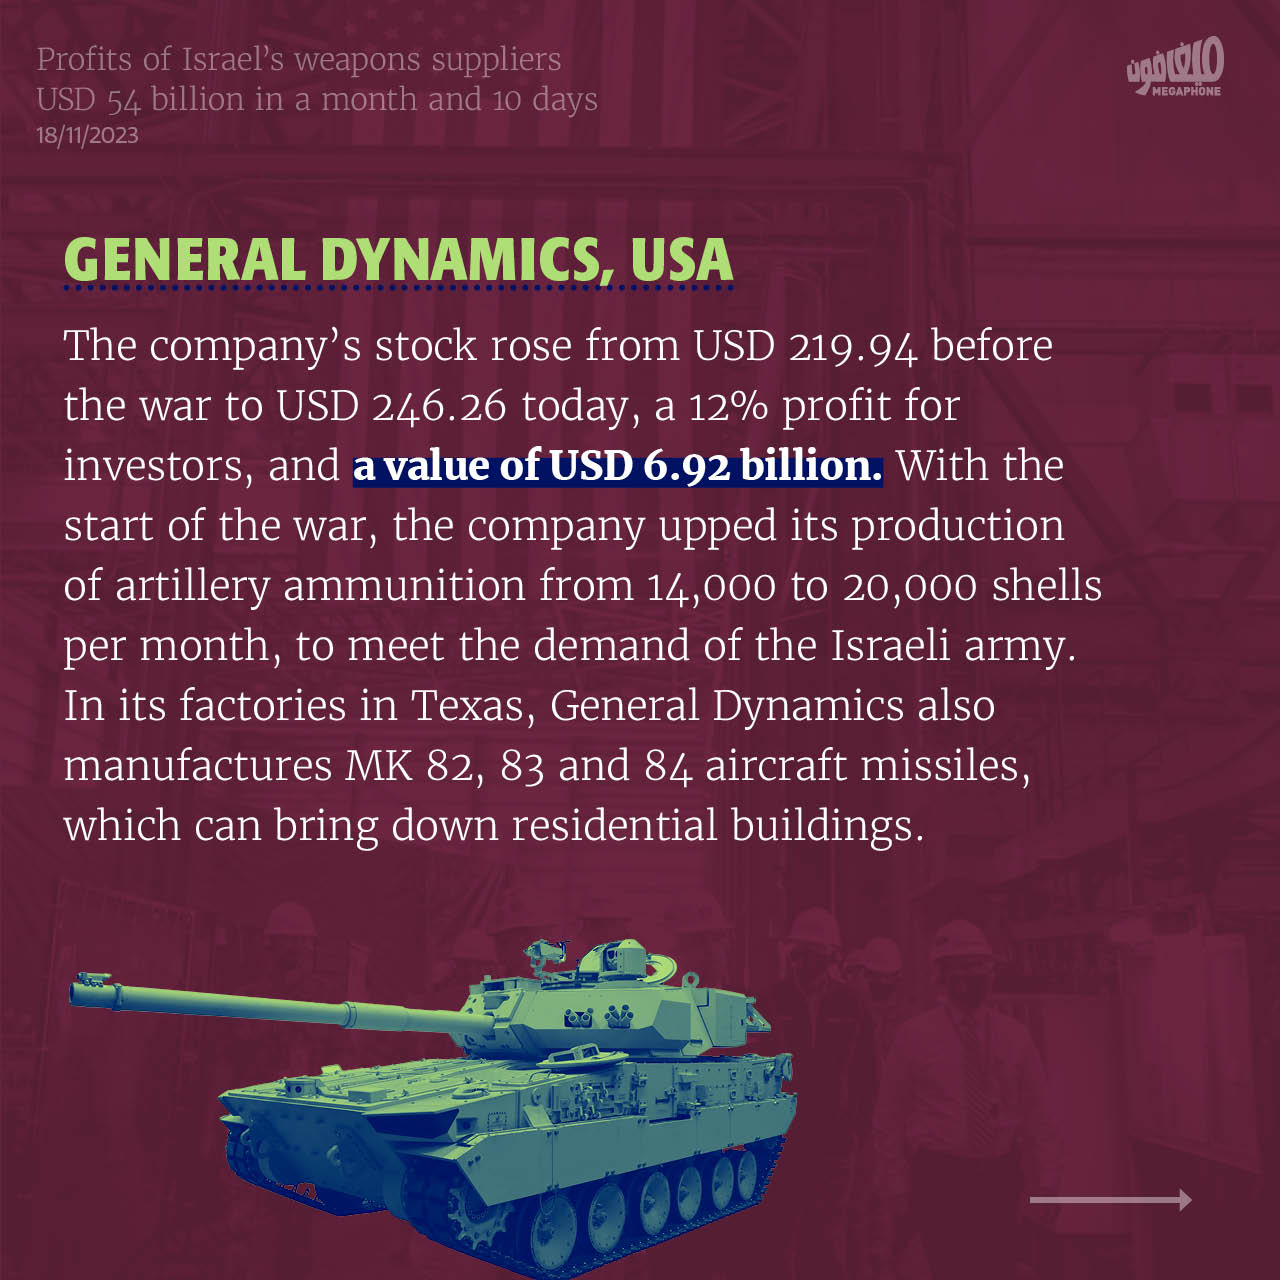 Profits of Israel’s weapons suppliers
USD 54 billion in a month and 10 days
18/11/2023
ميغافون
MEGAPHONE
GENERAL DYNAMICS, USA
The company’s stock rose from USD 219.94 before
the war to USD 246.26 today, a 12% profit for
investors, and a value of USD 6.92 billion. With the
start of the war, the company upped its production
of artillery ammunition from 14,000 to 20,000 shells
per month, to meet the demand of the Israeli army.
In its factories in Texas, General Dynamics also
manufactures MK 82, 83 and 84 aircraft missiles,
which can bring down residential buildings.